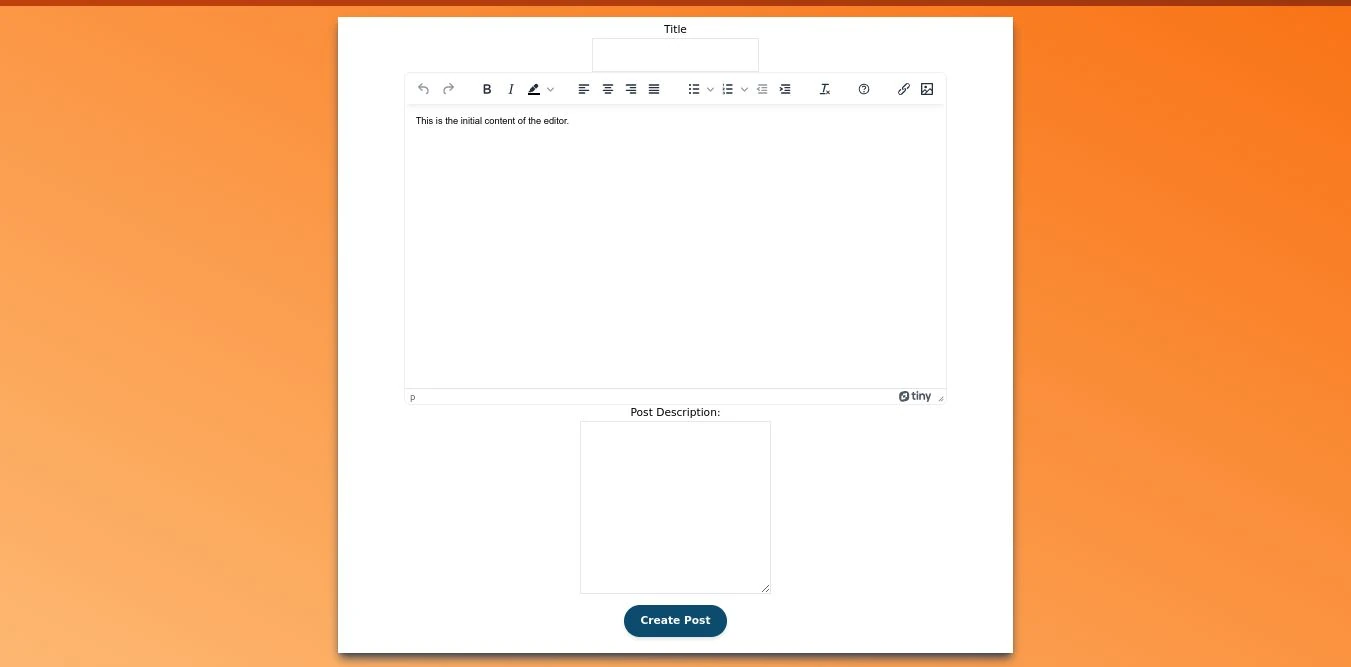 Title
B I
This is the initial content of the editor.
p
tiny
Post Description:
Create Post